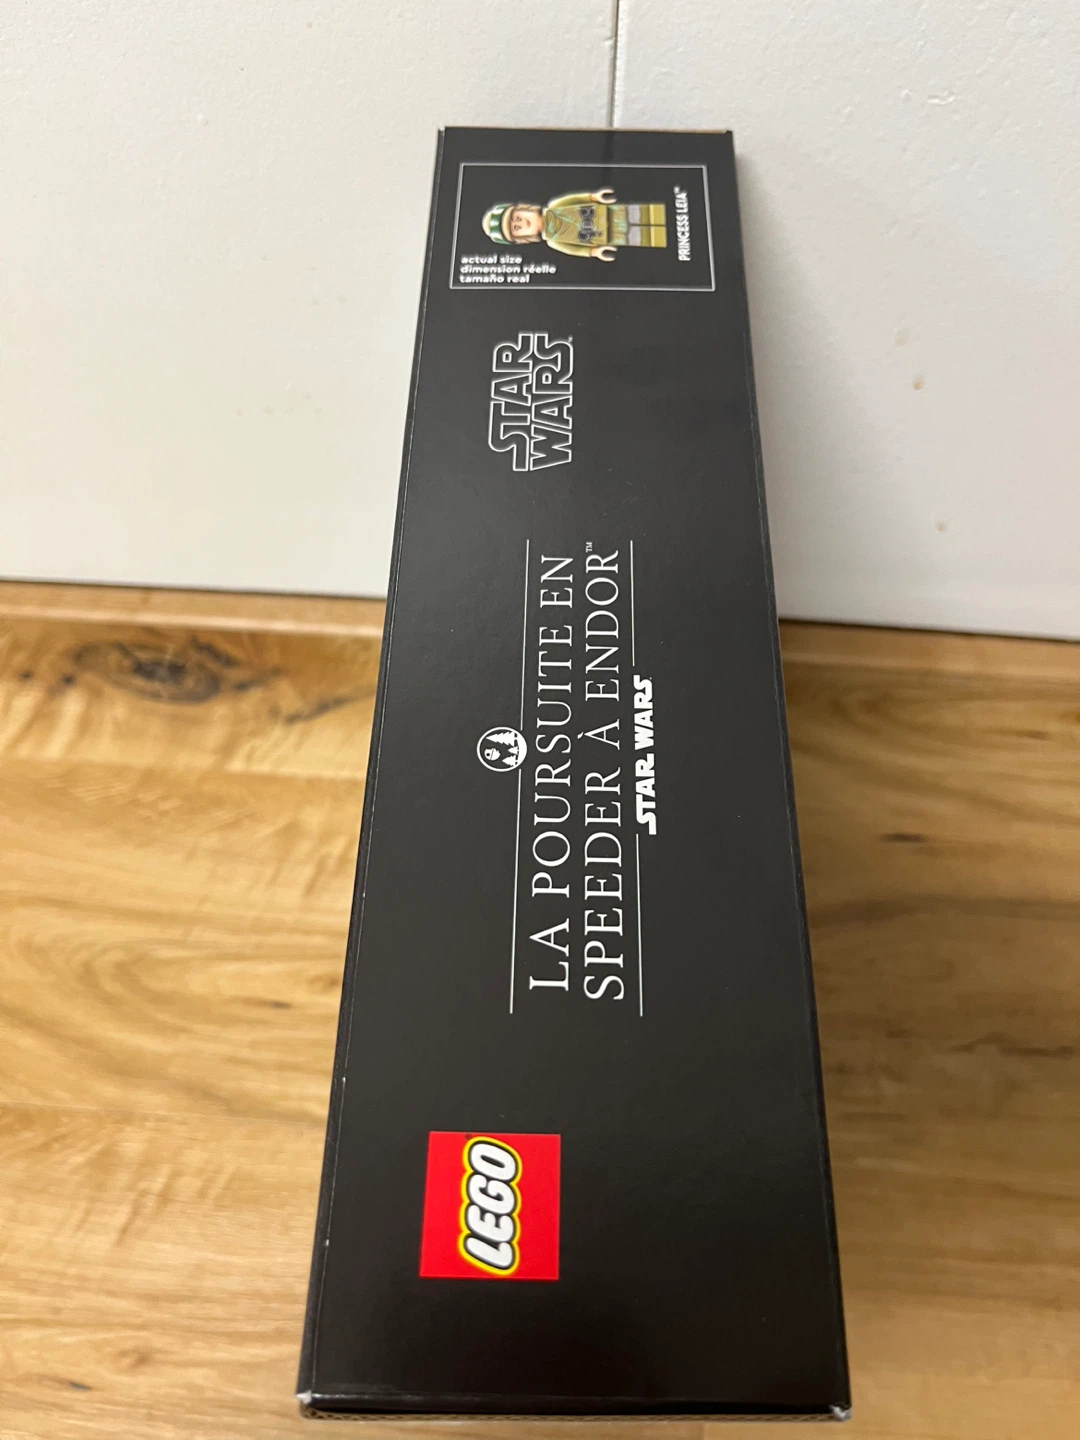 LEGO
LA POURSUITE EN
SPEEDER À ENDOR™
STAR WARS
STAR
WARS
actual size
dimension réelle
tamaño real
PRINCESS LEIA™